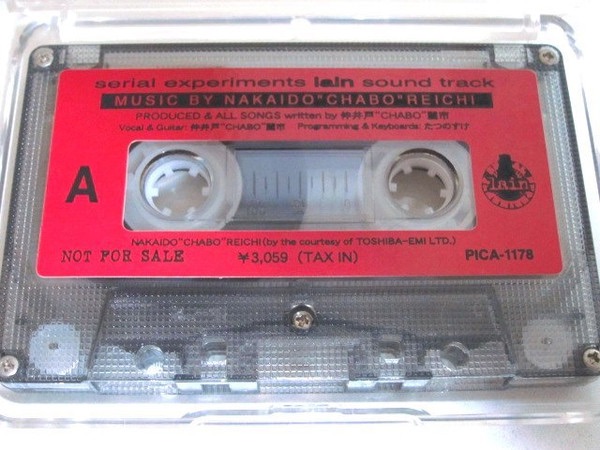 serial experiments lain sound track
MUSIC BY NAKAIDO"CHABO"REICHI
PRODUCED & ALL SONGS written by 仲井戸"CHABO"麗市
Vocal & Guitar: 仲井戸"CHABO"麗市 Programming & Keyboards: たつのすけ
A
lain
NAKAIDO"CHABO"REICHI (by the courtesy of TOSHIBA-EMI LTD.)
NOT FOR SALE ¥3,059 (TAX IN) PICA-1178